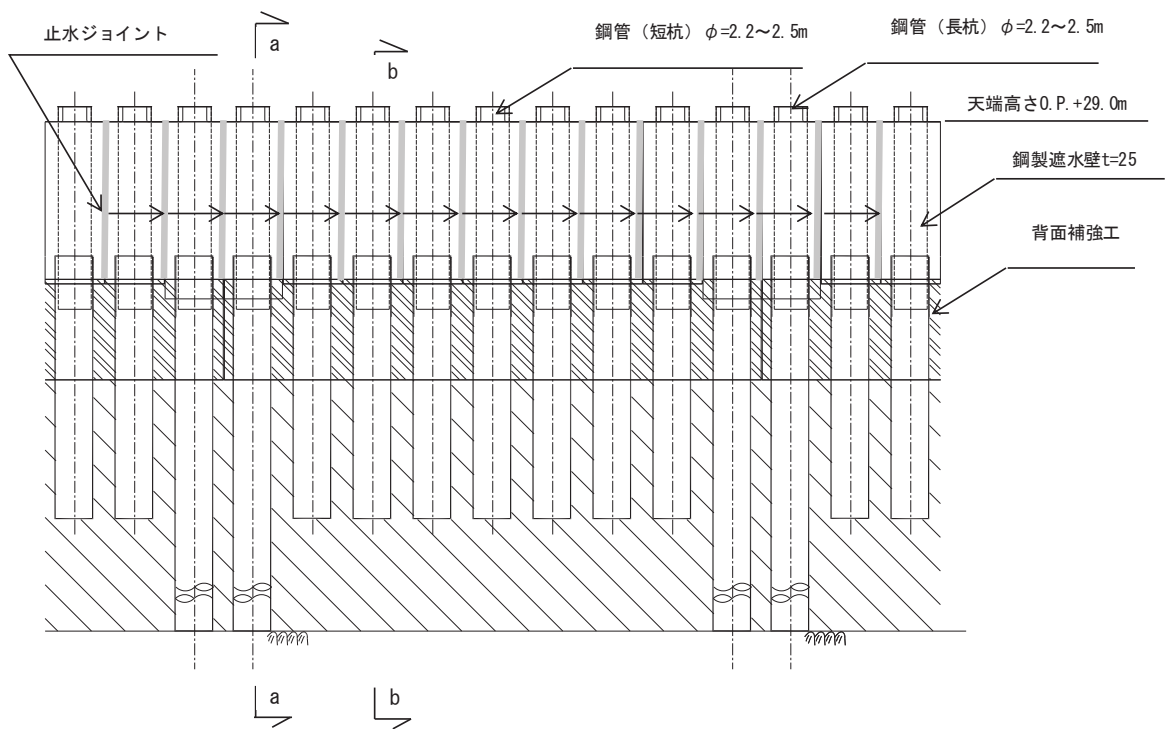 止水ジョイント
a
b
鋼管（短杭）φ=2.2～2.5m
鋼管（長杭）φ=2.2～2.5m
天端高さO.P.+29.0m
鋼製遮水壁t=25
背面補強工
a
b